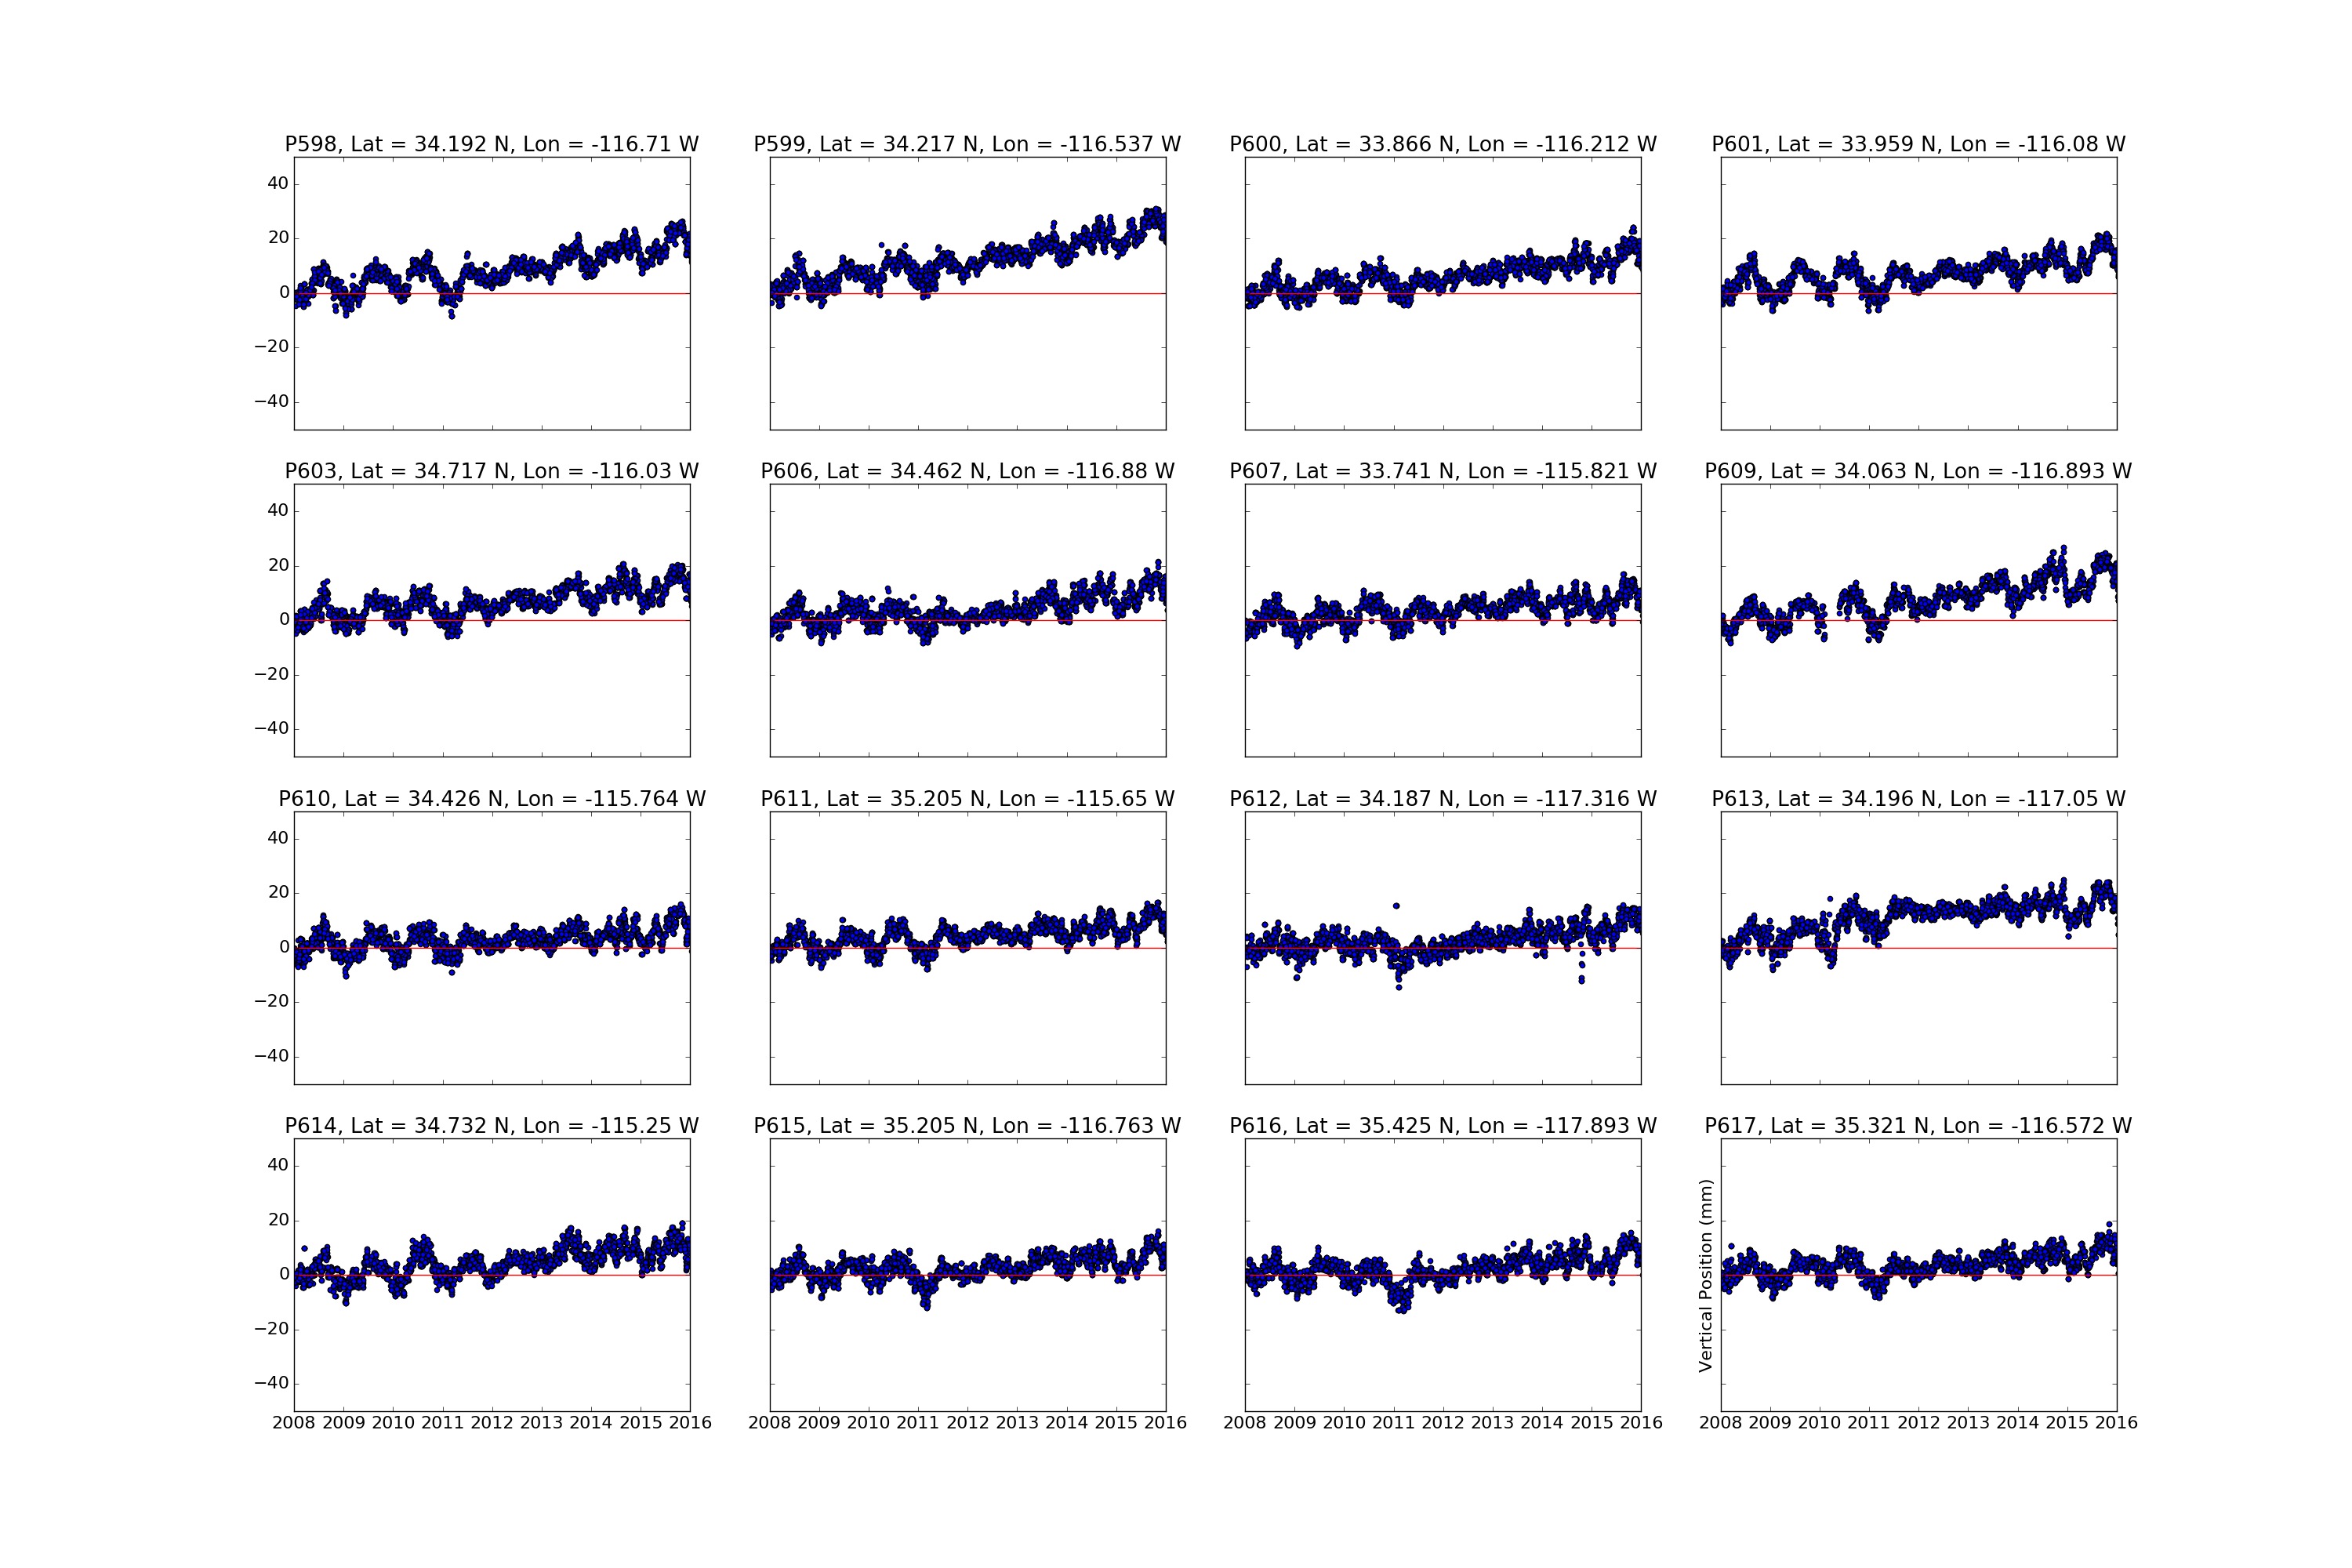 P598, Lat = 34.192 N, Lon = -116.71 W
P599, Lat = 34.217 N, Lon = -116.537 W
P600, Lat = 33.866 N, Lon = -116.212 W
P601, Lat = 33.959 N, Lon = -116.08 W
40
20
0
−20
−40
P603, Lat = 34.717 N, Lon = -116.03 W
P606, Lat = 34.462 N, Lon = -116.88 W
P607, Lat = 33.741 N, Lon = -115.821 W
P609, Lat = 34.063 N, Lon = -116.893 W
40
20
0
−20
−40
P610, Lat = 34.426 N, Lon = -115.764 W
P611, Lat = 35.205 N, Lon = -115.65 W
P612, Lat = 34.187 N, Lon = -117.316 W
P613, Lat = 34.196 N, Lon = -117.05 W
40
20
0
−20
−40
P614, Lat = 34.732 N, Lon = -115.25 W
P615, Lat = 35.205 N, Lon = -116.763 W
P616, Lat = 35.425 N, Lon = -117.893 W
P617, Lat = 35.321 N, Lon = -116.572 W
40
20
0
−20
−40
Vertical Position (mm)
2008 2009 2010 2011 2012 2013 2014 2015 2016
2008 2009 2010 2011 2012 2013 2014 2015 2016
2008 2009 2010 2011 2012 2013 2014 2015 2016
2008 2009 2010 2011 2012 2013 2014 2015 2016